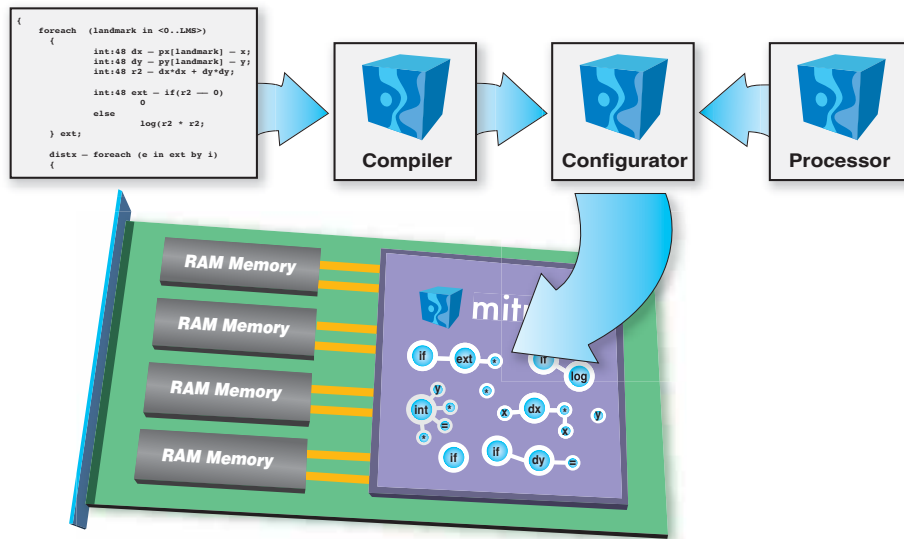 {
foreach (landmark in <0..LMS>)
{
int:48 dx — px[landmark] — x;
int:48 dy — py[landmark] — y;
int:48 r2 — dx*dx + dy*dy;
int:48 ext — if(r2 —— 0)
0
else
log(r2 * r2;
} ext;
distx — foreach (e in ext by i)
{
Compiler
Configurator
Processor
RAM Memory
RAM Memory
RAM Memory
RAM Memory
if ext *
if log
int y * = *
*
x dx * x
y
if
if dy =